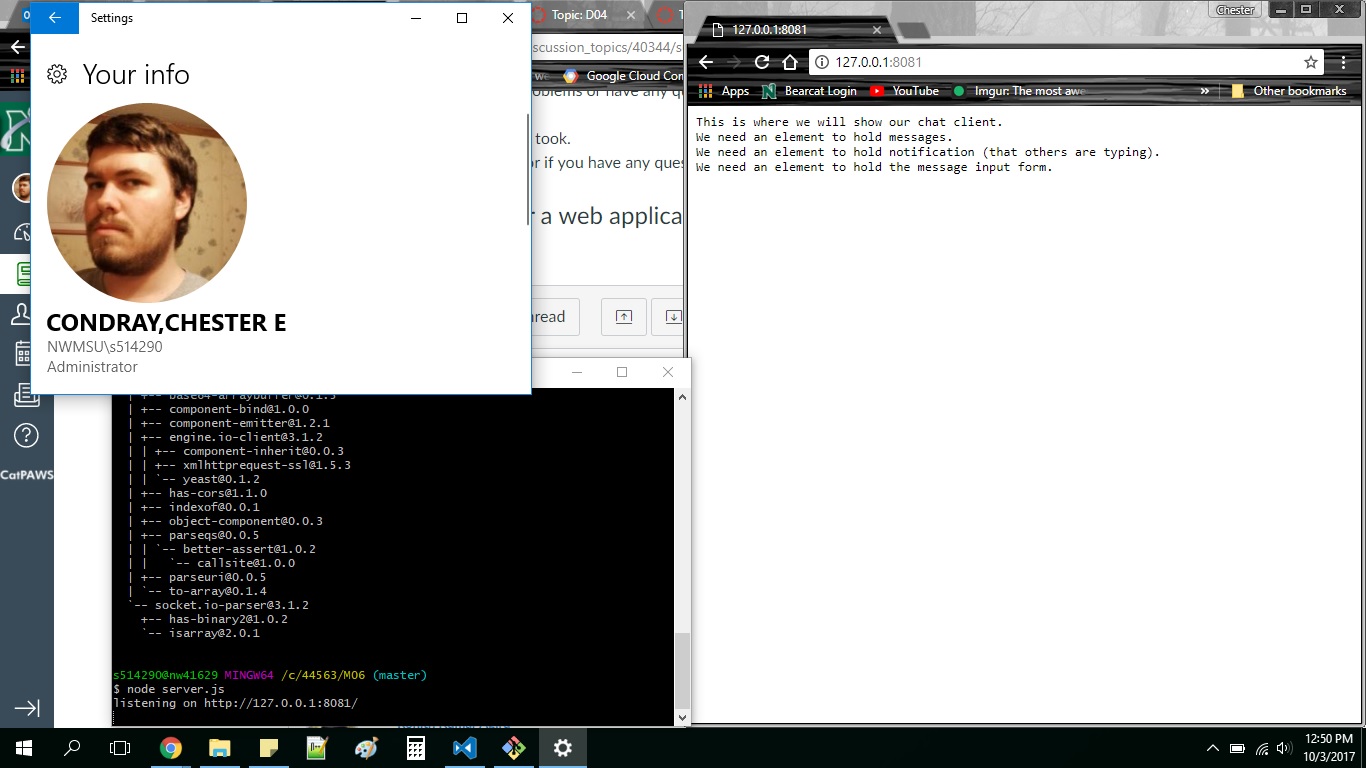 Settings
Your info
CONDRAY,CHESTER E
NWMSU\s514290
Administrator
Topic: D04
scussion_topics/40344/s
Google Cloud Con
took.
or if you have any ques
r a web applica
read
CatPAWS
| +-- base64-arraybuffer@0.1.5
| +-- component-bind@1.0.0
| +-- component-emitter@1.2.1
| +-- engine.io-client@3.1.2
| | +-- component-inherit@0.0.3
| | +-- xmlhttprequest-ssl@1.5.3
| | `-- yeast@0.1.2
| +-- has-cors@1.1.0
| +-- indexof@0.0.1
| +-- object-component@0.0.3
| +-- parseqs@0.0.5
| | `-- better-assert@1.0.2
| |   `-- callsite@1.0.0
| +-- parseuri@0.0.5
| `-- to-array@0.1.4
`-- socket.io-parser@3.1.2
  +-- has-binary2@1.0.2
  `-- isarray@2.0.1
s514290@nw41629 MINGW64 /c/44563/M06 (master)
$ node server.js
listening on http://127.0.0.1:8081/
Chester
127.0.0.1:8081
127.0.0.1:8081
Apps
Bearcat Login
YouTube
Imgur: The most awe
»
Other bookmarks
This is where we will show our chat client.
We need an element to hold messages.
We need an element to hold notification (that others are typing).
We need an element to hold the message input form.
12:50 PM
10/3/2017